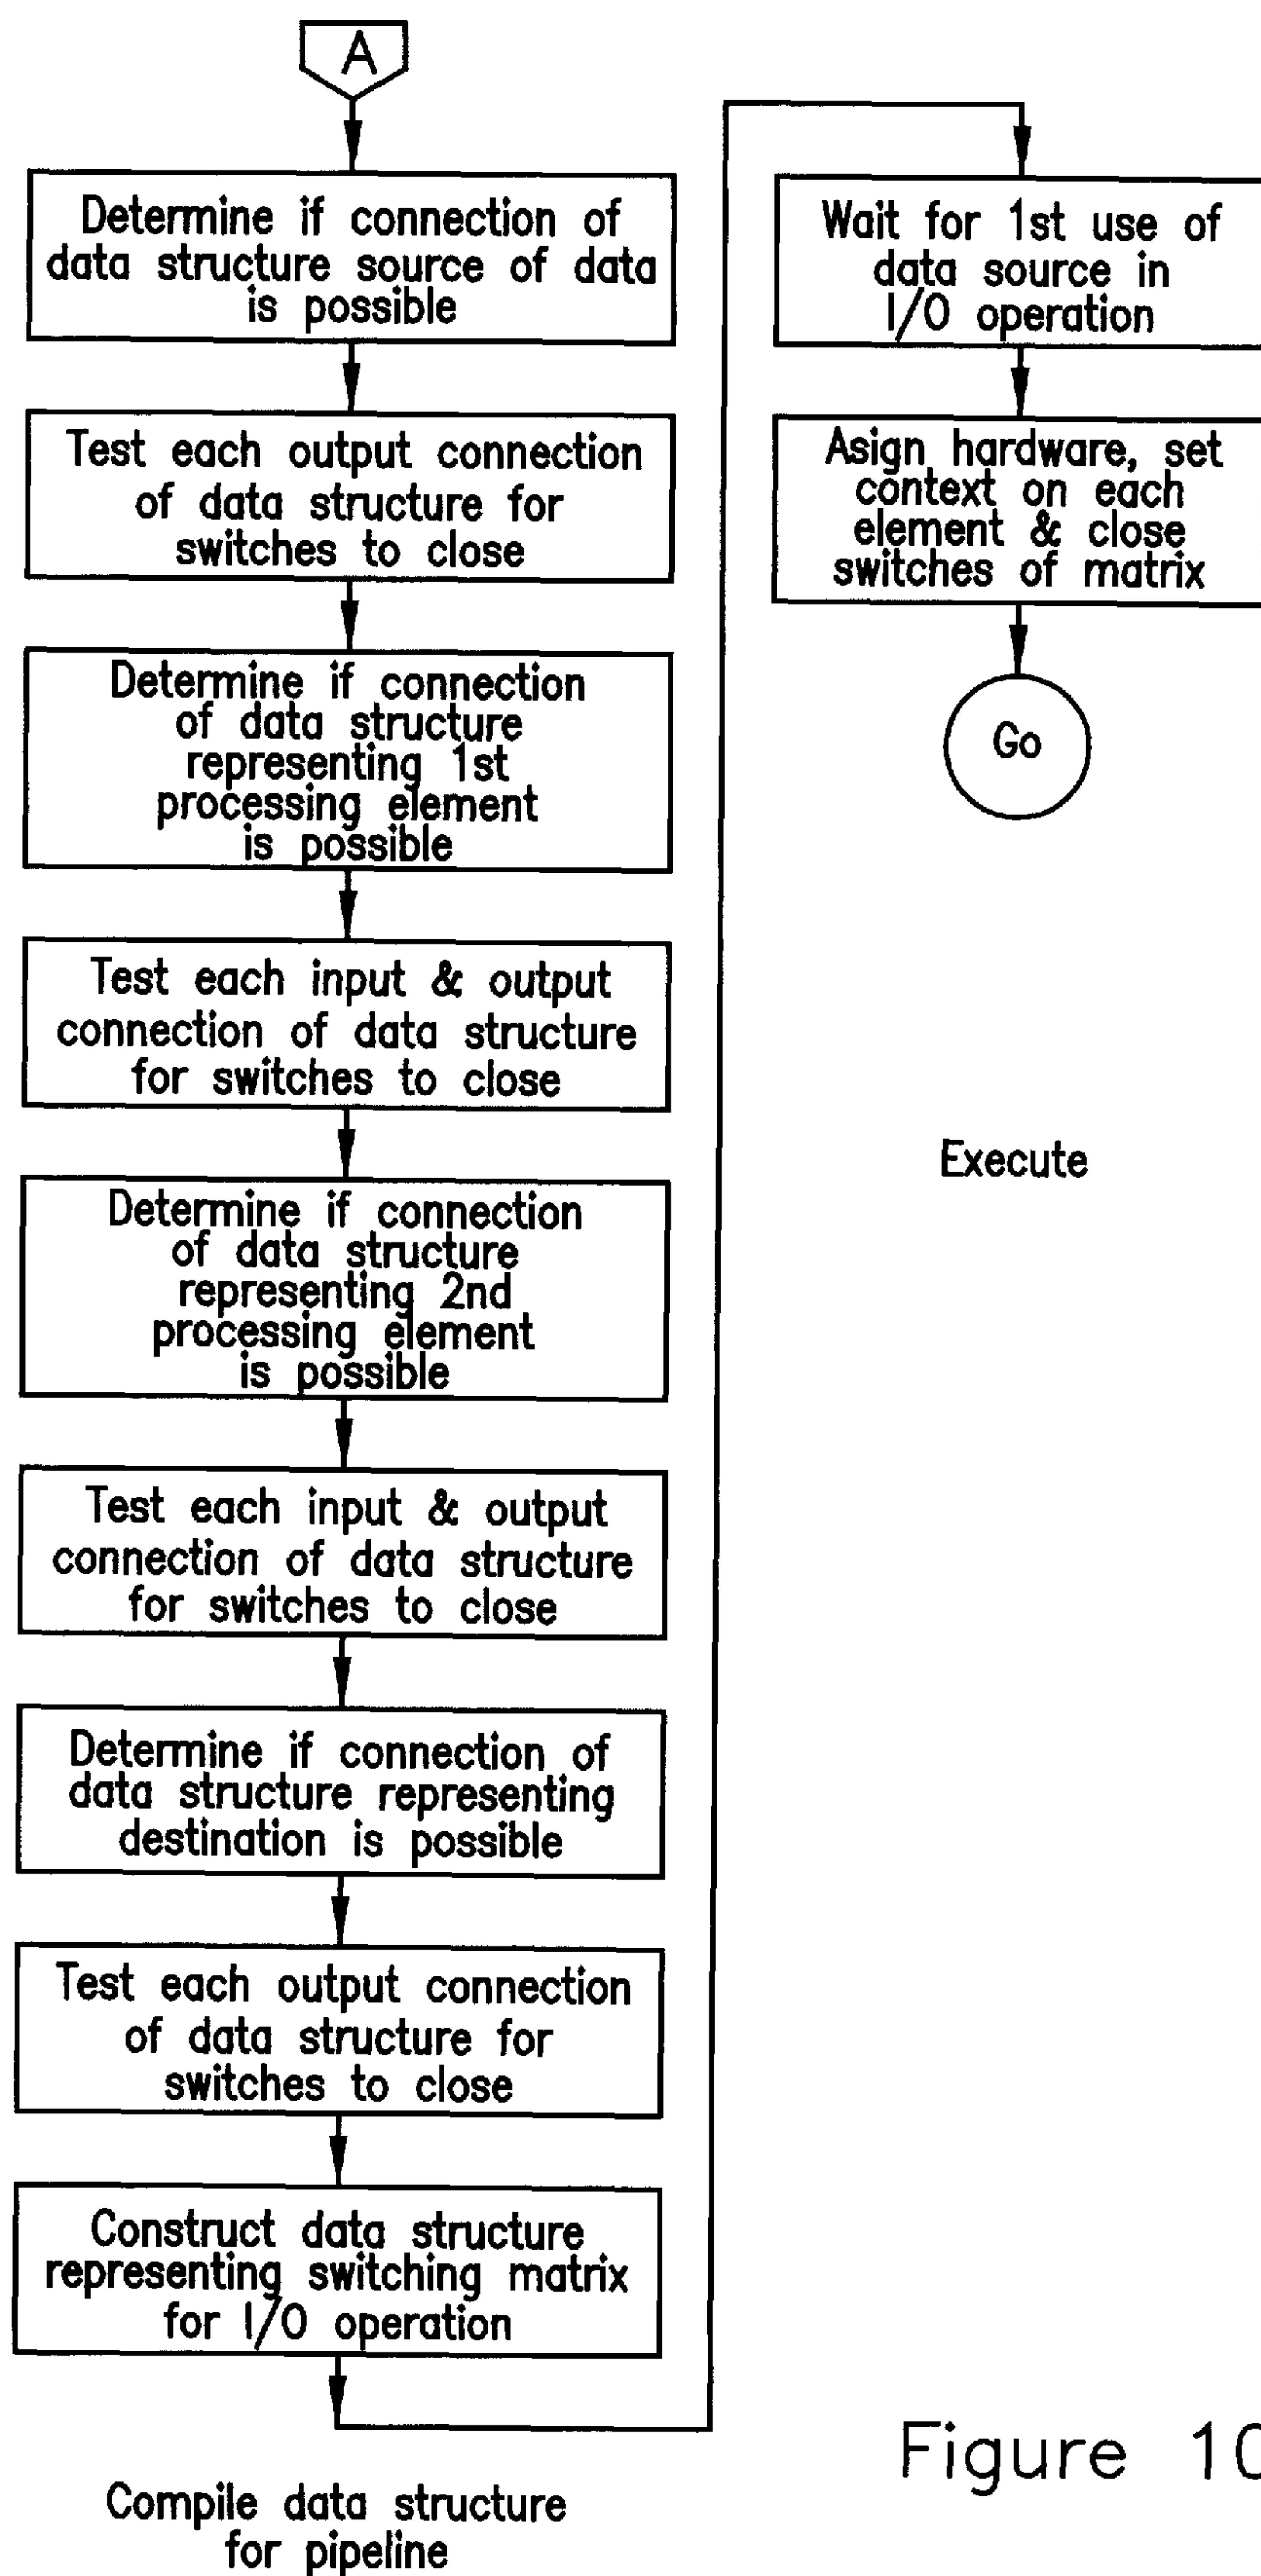 A
Determine if connection of
data structure source of data
is possible
Test each output connection
of data structure for
switches to close
Determine if connection
of data structure
representing 1st
processing element
is possible
Test each input & output
connection of data structure
for switches to close
Determine if connection
of data structure
representing 2nd
processing element
is possible
Test each input & output
connection of data structure
for switches to close
Determine if connection of
data structure representing
destination is possible
Test each output connection
of data structure for
switches to close
Construct data structure
representing switching matrix
for I/O operation
Compile data structure
for pipeline
Wait for 1st use of
data source in
I/O operation
Asign hardware, set
context on each
element & close
switches of matrix
Go
Execute
Figure 10